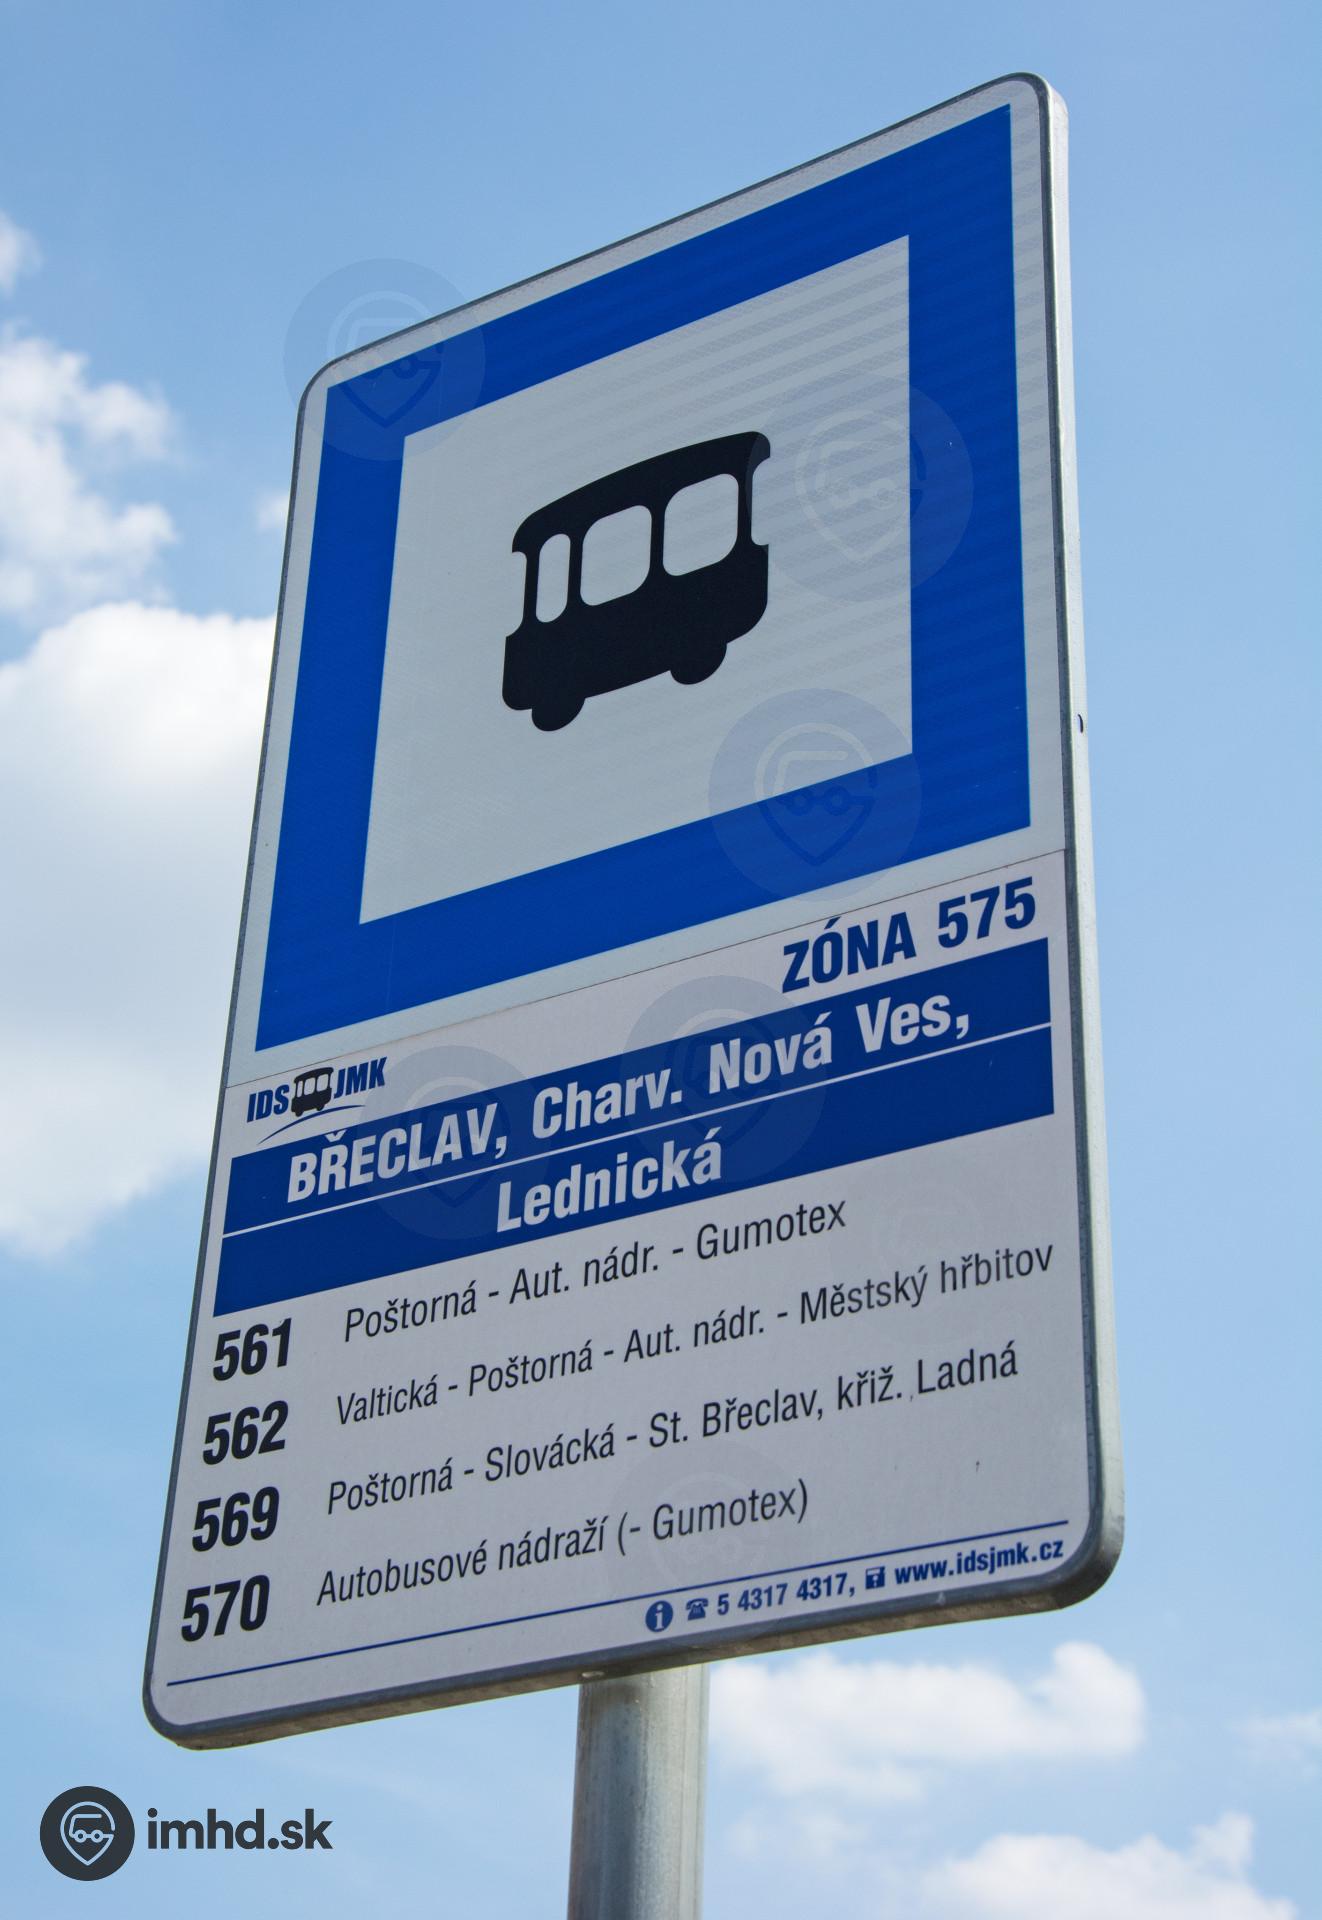 ZÓNA 575
IDS JMK
BŘECLAV, Charv. Nová Ves,
Lednická
561 Poštorná - Aut. nádr. - Gumotex
562 Valtická - Poštorná - Aut. nádr. - Městský hřbitov
569 Poštorná - Slovácká - St. Břeclav, křiž. Ladná
570 Autobusové nádraží (- Gumotex)
i ☎ 5 4317 4317, www.idsjmk.cz
imhd.sk